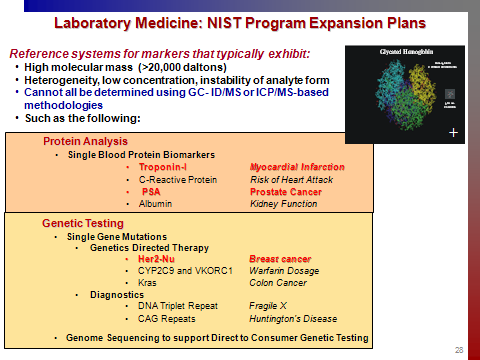 Laboratory Medicine: NIST Program Expansion Plans
Reference systems for markers that typically exhibit:
• High molecular mass (>20,000 daltons)
• Heterogeneity, low concentration, instability of analyte form
• Cannot all be determined using GC- ID/MS or ICP/MS-based
methodologies
• Such as the following:
Glycated Hemoglobin
Protein Analysis
• Single Blood Protein Biomarkers
• Troponin-I Myocardial Infarction
• C-Reactive Protein Risk of Heart Attack
• PSA Prostate Cancer
• Albumin Kidney Function
Genetic Testing
• Single Gene Mutations
• Genetics Directed Therapy
• Her2-Nu Breast cancer
• CYP2C9 and VKORC1 Warfarin Dosage
• Kras Colon Cancer
• Diagnostics
• DNA Triplet Repeat Fragile X
• CAG Repeats Huntington's Disease
• Genome Sequencing to support Direct to Consumer Genetic Testing
28